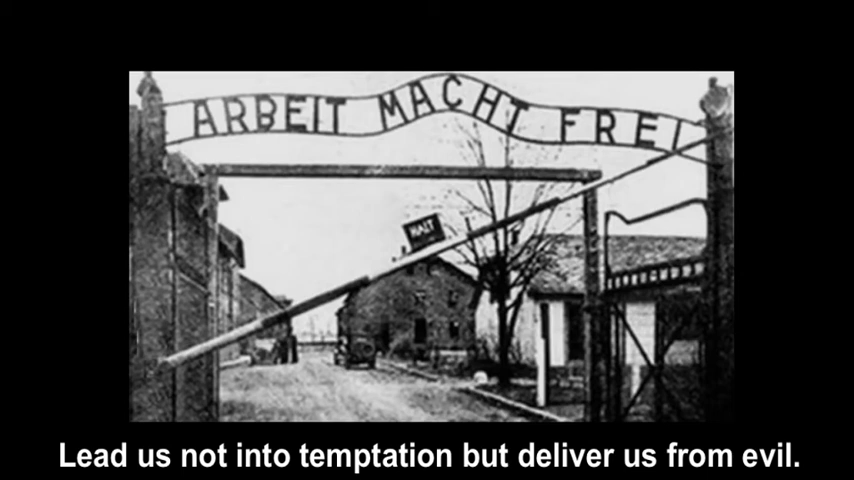 ARBEIT MACHT FREI
HALT
Lead us not into temptation but deliver us from evil.